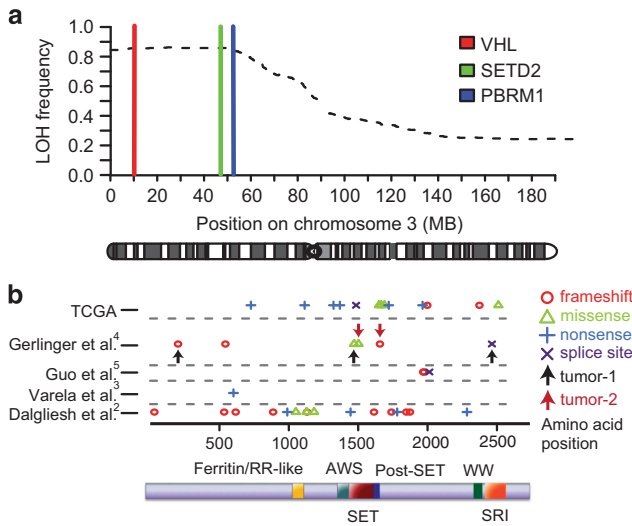 a
1.0
0.8
0.6
0.4
0.2
0
LOH frequency
VHL
SETD2
PBRM1
0 20 40 60 80 100 120 140 160 180
Position on chromosome 3 (MB)
b
TCGA
Gerlinger et al.4
Guo et al.5
Varela et al.3
Dalgliesh et al.2
frameshift
missense
nonsense
splice site
tumor-1
tumor-2
Amino acid
position
500 1000 1500 2000 2500
Ferritin/RR-like AWS Post-SET WW
SET SRI